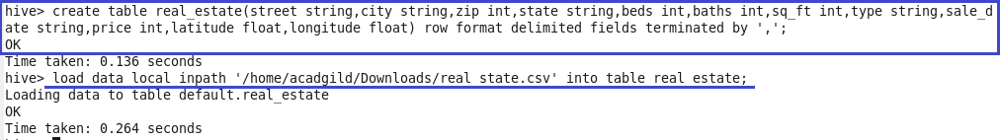 hive> create table real_estate(street string,city string,zip int,state string,beds int,baths int,sq_ft int,type string,sale_d
ate string,price int,latitude float,longitude float) row format delimited fields terminated by ',';
OK
Time taken: 0.136 seconds
hive> load data local inpath '/home/acadgild/Downloads/real_state.csv' into table real_estate;
Loading data to table default.real_estate
OK
Time taken: 0.264 seconds